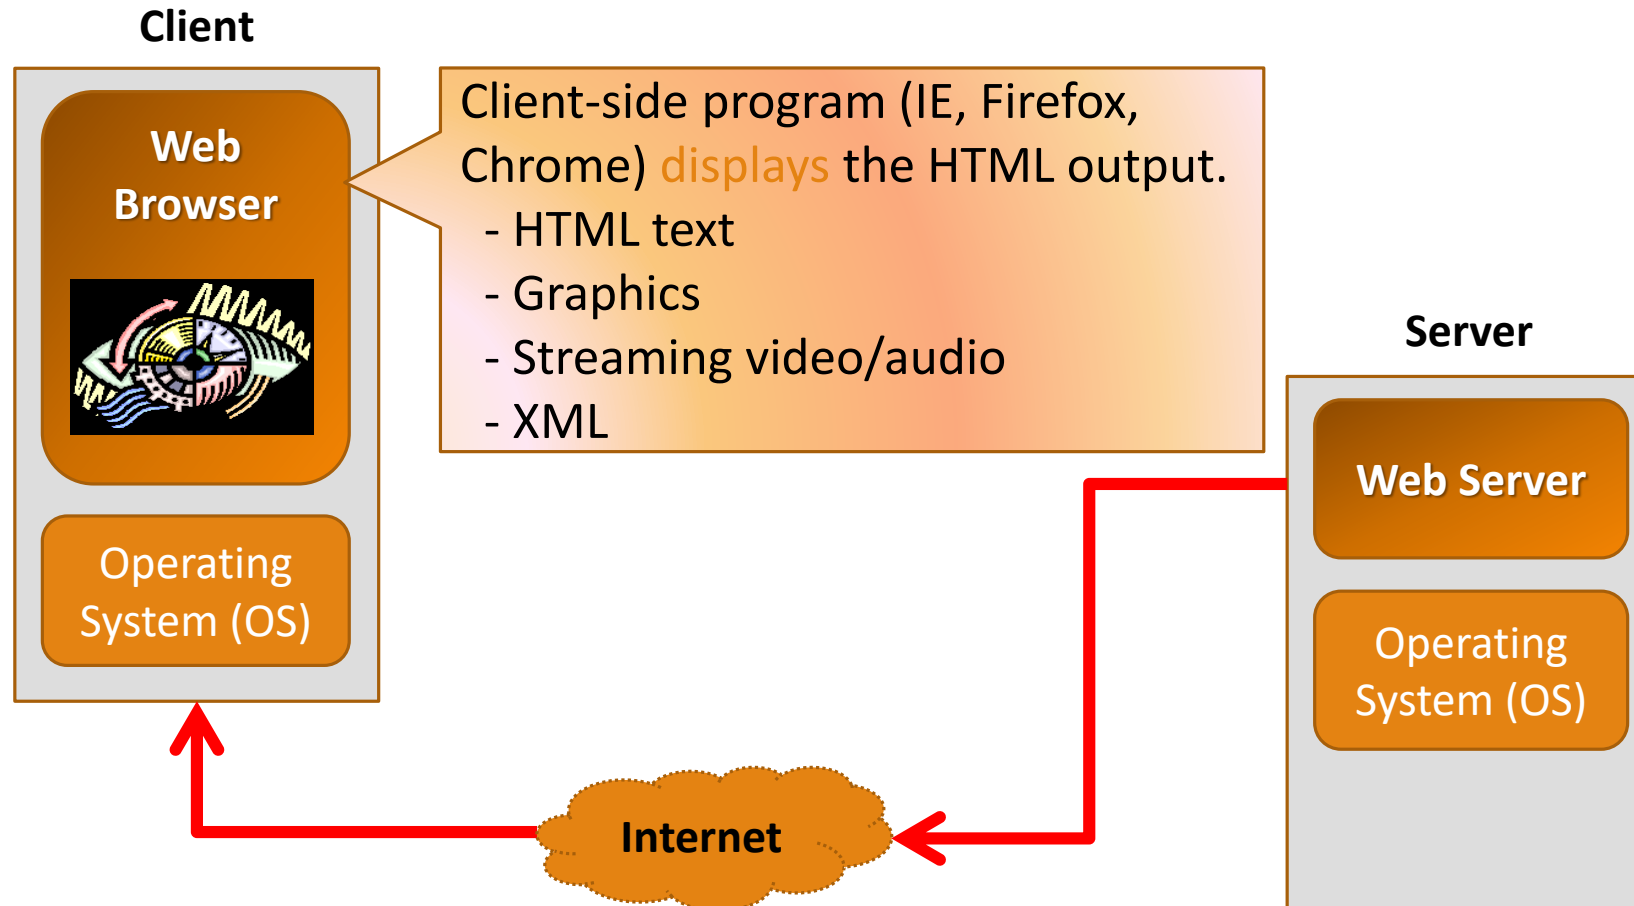 Client
Web
Browser
Operating
System (OS)
Client-side program (IE, Firefox,
Chrome) displays the HTML output.
- HTML text
- Graphics
- Streaming video/audio
- XML
Server
Web Server
Operating
System (OS)
Internet